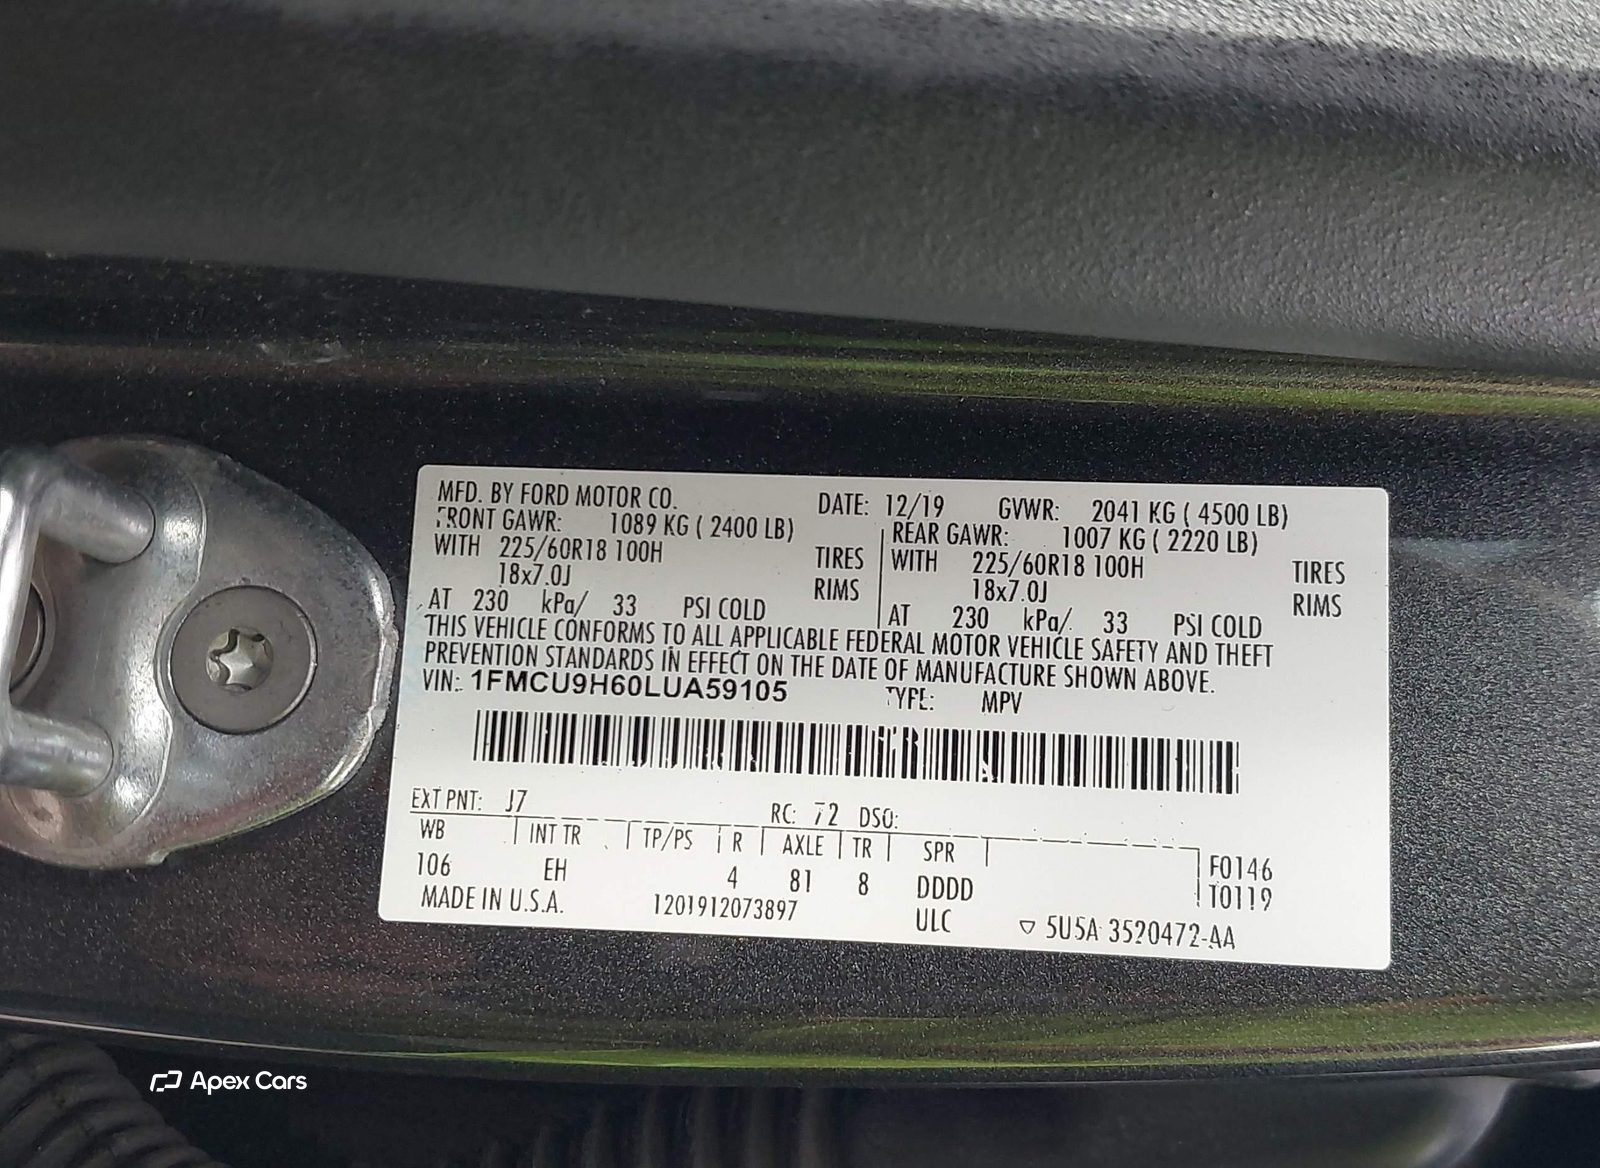 MFD. BY FORD MOTOR CO. DATE: 12/19 GVWR: 2041 KG ( 4500 LB)
FRONT GAWR: 1089 KG ( 2400 LB) REAR GAWR: 1007 KG ( 2220 LB)
WITH 225/60R18 100H TIRES WITH 225/60R18 100H TIRES
18x7.0J RIMS 18x7.0J RIMS
AT 230 kPa/ 33 PSI COLD AT 230 kPa/ 33 PSI COLD
THIS VEHICLE CONFORMS TO ALL APPLICABLE FEDERAL MOTOR VEHICLE SAFETY AND THEFT
PREVENTION STANDARDS IN EFFECT ON THE DATE OF MANUFACTURE SHOWN ABOVE.
VIN: 1FMCU9H60LUA59105 TYPE: MPV
EXT PNT: J7 RC: 72 DSO:
WB INT TR TP/PS R AXLE TR SPR
106 EH 4 81 8 DDDD F0146
T0119
MADE IN U.S.A. 1201912073897 ULC ▽ 5U5A 3520472-AA
Apex Cars